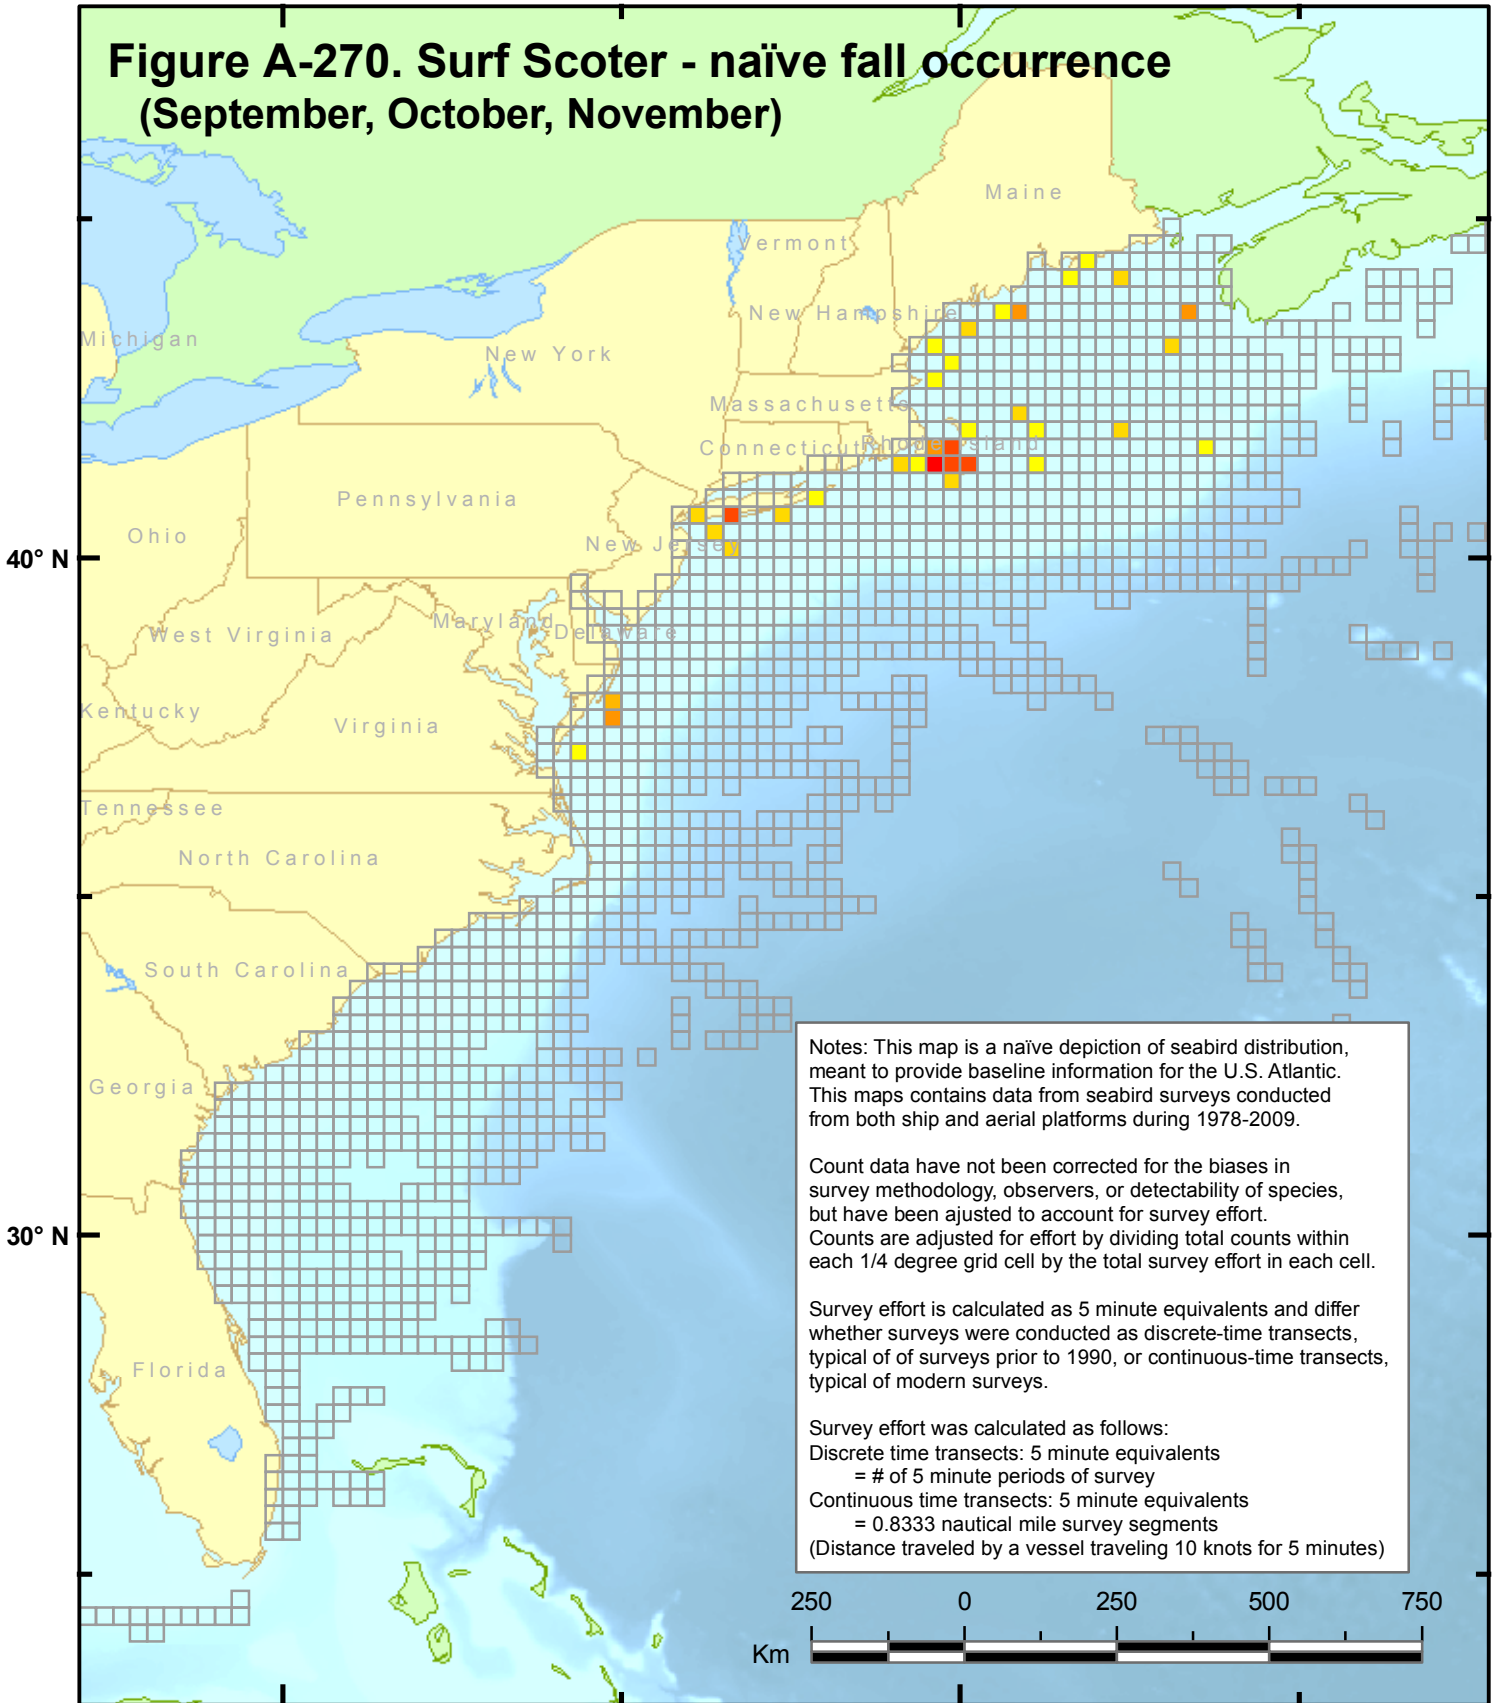 Figure A-270. Surf Scoter - naïve fall occurrence
(September, October, November)
Maine
Vermont
New Hampshire
Michigan
New York
Massachusetts
Connecticut
Rhode Island
Pennsylvania
Ohio
New Jersey
40° N
West Virginia
Maryland
Delaware
Kentucky
Virginia
Tennessee
North Carolina
South Carolina
Georgia
30° N
Florida
Notes: This map is a naïve depiction of seabird distribution,
meant to provide baseline information for the U.S. Atlantic.
This maps contains data from seabird surveys conducted
from both ship and aerial platforms during 1978-2009.
Count data have not been corrected for the biases in
survey methodology, observers, or detectability of species,
but have been ajusted to account for survey effort.
Counts are adjusted for effort by dividing total counts within
each 1/4 degree grid cell by the total survey effort in each cell.
Survey effort is calculated as 5 minute equivalents and differ
whether surveys were conducted as discrete-time transects,
typical of of surveys prior to 1990, or continuous-time transects,
typical of modern surveys.
Survey effort was calculated as follows:
Discrete time transects: 5 minute equivalents
= # of 5 minute periods of survey
Continuous time transects: 5 minute equivalents
= 0.8333 nautical mile survey segments
(Distance traveled by a vessel traveling 10 knots for 5 minutes)
250 0 250 500 750
Km